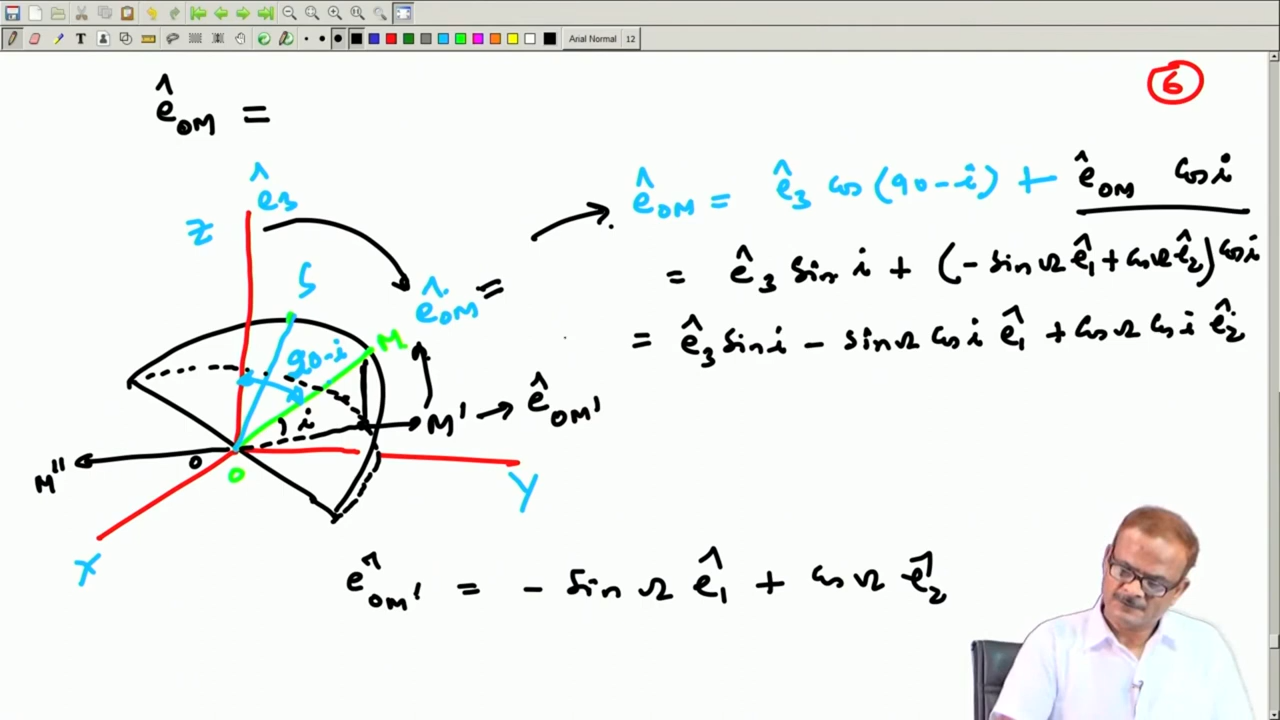 Arial Normal 12
6
ê_OM =
ê_OM = ê_3 cos (90-i) + ê_OM cos i
= ê_3 sin i + (- sin Ω ê_1 + cos Ω ê_2) cos i
= ê_3 sin i - sin Ω cos i ê_1 + cos Ω cos i ê_2
ê_3
Z
S
ê_OM =
M
90-i
i
M' → ê_OM'
M''
O
O
Y
X
ê_OM' = - sin Ω ê_1 + cos Ω ê_2